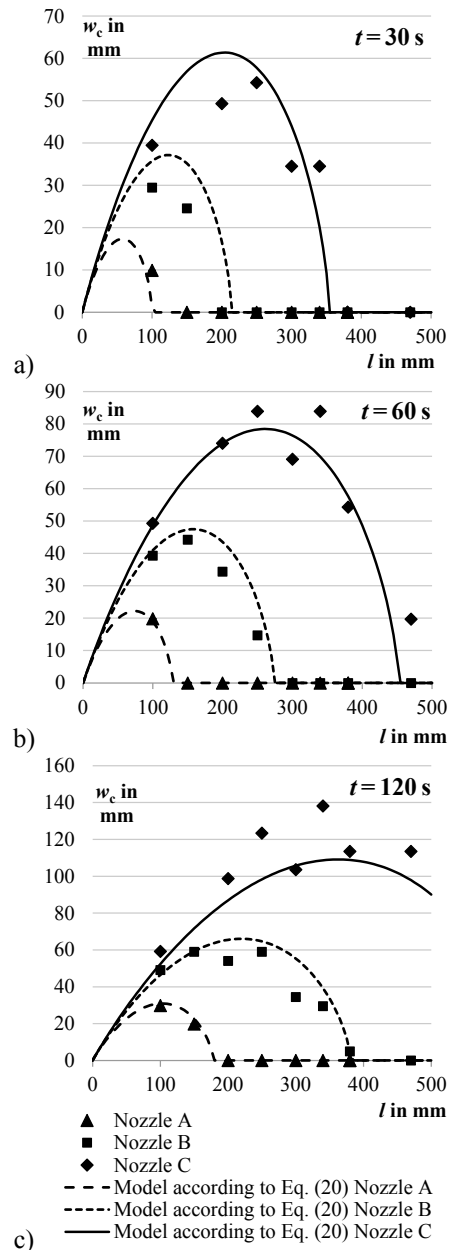 w_c in
mm
t = 30 s
70
60
50
40
30
20
10
0
0 100 200 300 400 500
l in mm
a)
w_c in
mm
t = 60 s
90
80
70
60
50
40
30
20
10
0
0 100 200 300 400 500
l in mm
b)
w_c in
mm
t = 120 s
160
140
120
100
80
60
40
20
0
0 100 200 300 400 500
l in mm
Nozzle A
Nozzle B
Nozzle C
Model according to Eq. (20) Nozzle A
Model according to Eq. (20) Nozzle B
Model according to Eq. (20) Nozzle C
c)